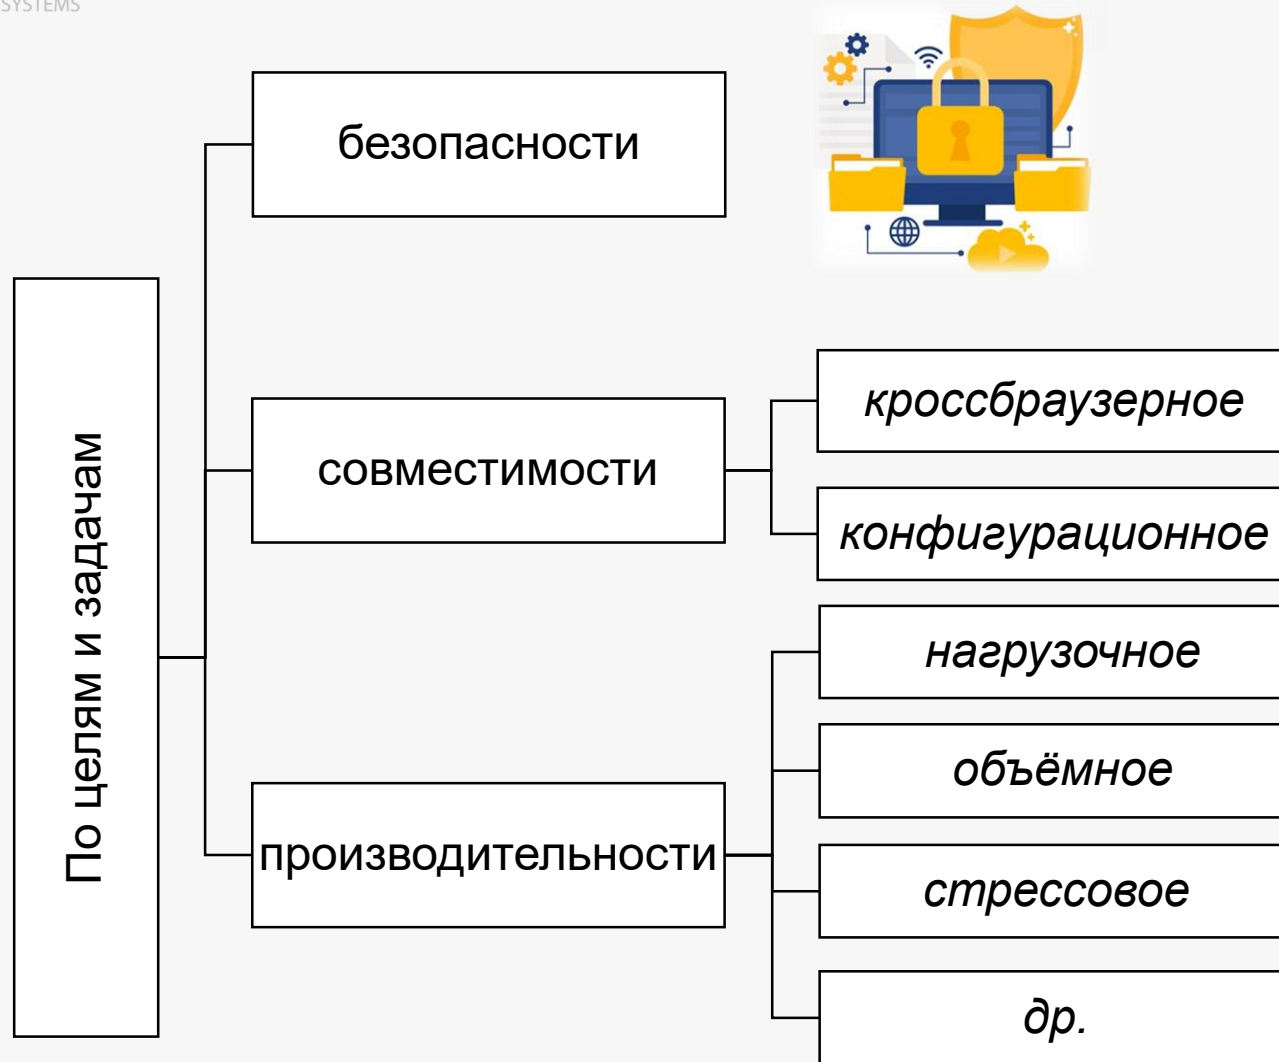 SYSTEMS
безопасности
По целям и задачам
совместимости
кроссбраузерное
конфигурационное
производительности
нагрузочное
объёмное
стрессовое
др.